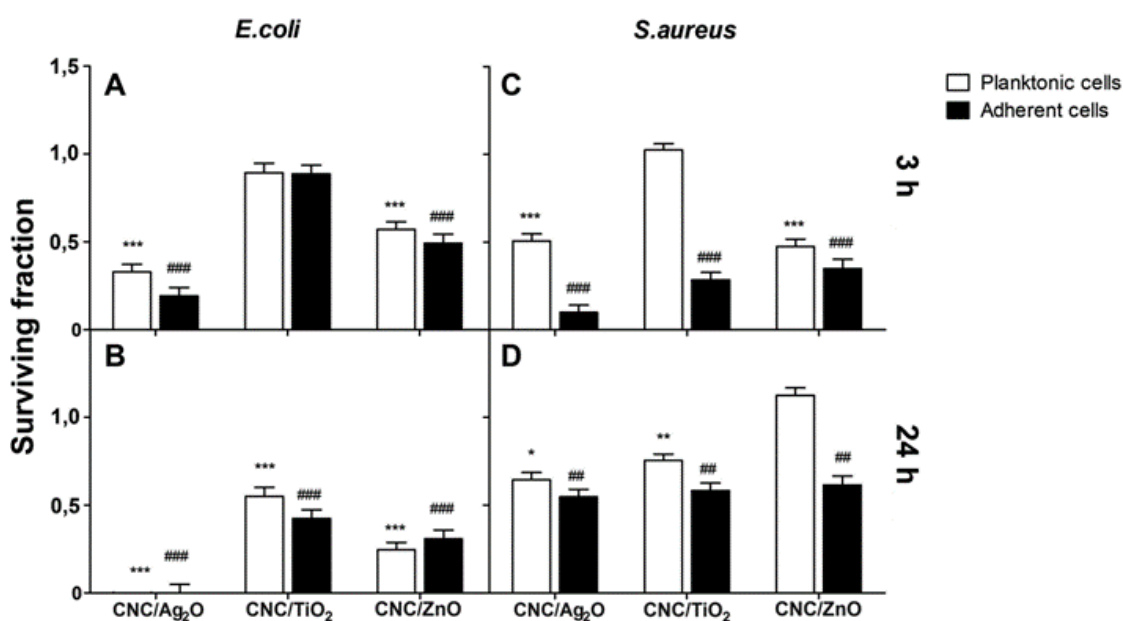 E.coli
S.aureus
Planktonic cells
Adherent cells
Surviving fraction
3 h
24 h
A
1,5
1,0
0,5
0
***
###
***
###
C
***
###
###
***
###
B
1,0
0,5
0
***
###
***
###
***
###
D
*
##
**
##
##
CNC/Ag₂O
CNC/TiO₂
CNC/ZnO
CNC/Ag₂O
CNC/TiO₂
CNC/ZnO